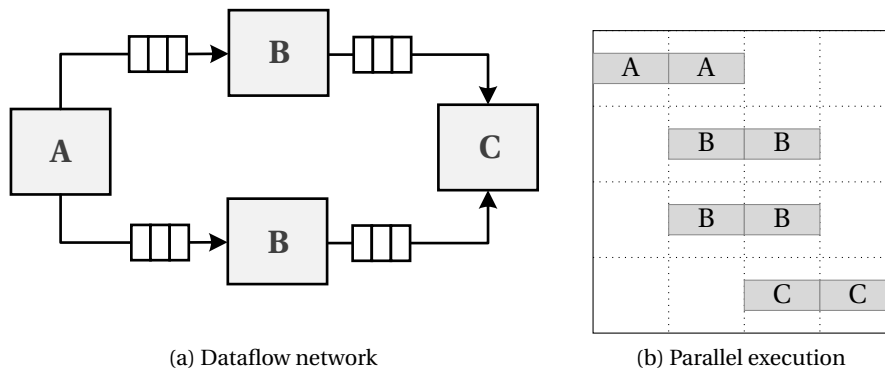 B
A
C
B
(a) Dataflow network
A A
B B
B B
C C
(b) Parallel execution